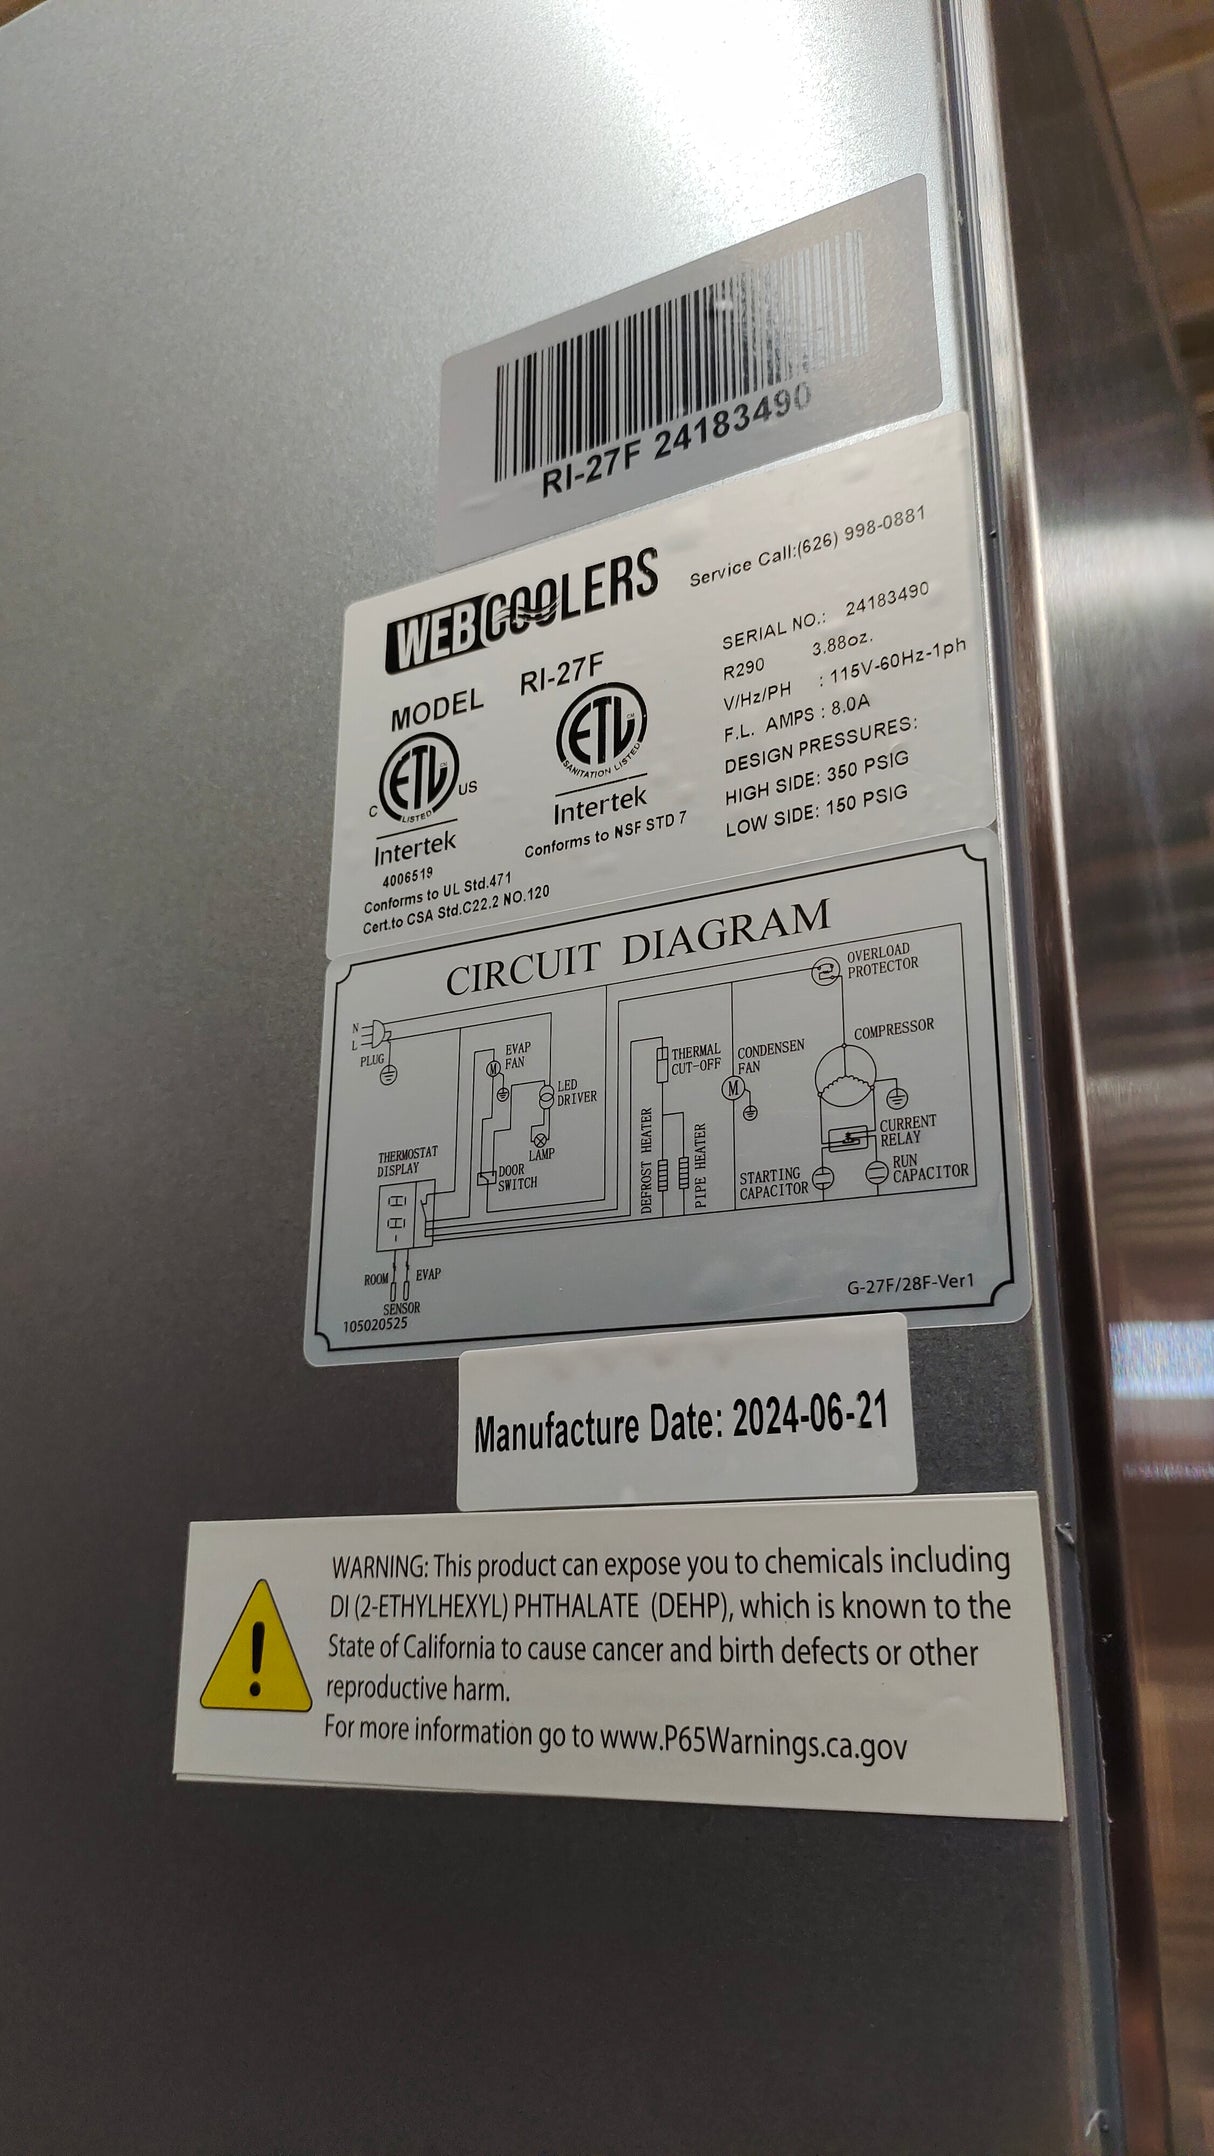 RI-27F 24183490
WEBCOOLERS
Service Call:(626) 998-0881
MODEL RI-27F
SERIAL NO.: 24183490
R290 3.88oz.
V/Hz/PH : 115V-60Hz-1ph
F.L. AMPS : 8.0A
DESIGN PRESSURES:
HIGH SIDE: 350 PSIG
LOW SIDE: 150 PSIG
ETL
CM
C US
LISTED
Intertek
4006519
Conforms to UL Std.471
Cert.to CSA Std.C22.2 NO.120
ETL
CM
SANITATION LISTED
Intertek
Conforms to NSF STD 7
CIRCUIT DIAGRAM
N
L
PLUG
EVAP
FAN
M
LED
DRIVER
LAMP
DOOR
SWITCH
THERMOSTAT
DISPLAY
ROOM
EVAP
SENSOR
THERMAL
CUT-OFF
DEFROST HEATER
PIPE HEATER
CONDENSEN
FAN
M
OVERLOAD
PROTECTOR
COMPRESSOR
CURRENT
RELAY
STARTING
CAPACITOR
RUN
CAPACITOR
105020525
G-27F/28F-Ver1
Manufacture Date: 2024-06-21
WARNING: This product can expose you to chemicals including
DI (2-ETHYLHEXYL) PHTHALATE (DEHP), which is known to the
State of California to cause cancer and birth defects or other
reproductive harm.
For more information go to www.P65Warnings.ca.gov